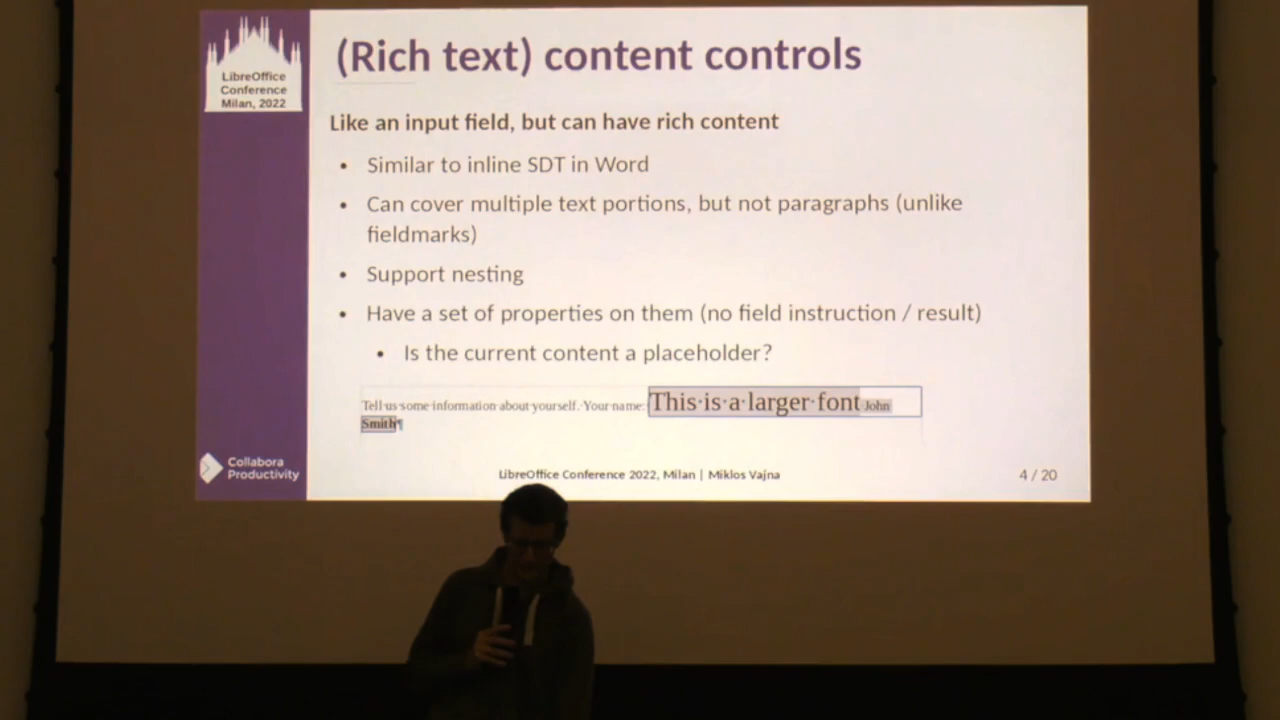 LibreOffice
Conference
Milan, 2022
(Rich text) content controls
Like an input field, but can have rich content
• Similar to inline SDT in Word
• Can cover multiple text portions, but not paragraphs (unlike
fieldmarks)
• Support nesting
• Have a set of properties on them (no field instruction / result)
• Is the current content a placeholder?
Tell·us·some·information·about·yourself.·Your·name:·This·is·a·larger·font·John
Smith¶
Collabora
Productivity
LibreOffice Conference 2022, Milan | Miklos Vajna
4 / 20